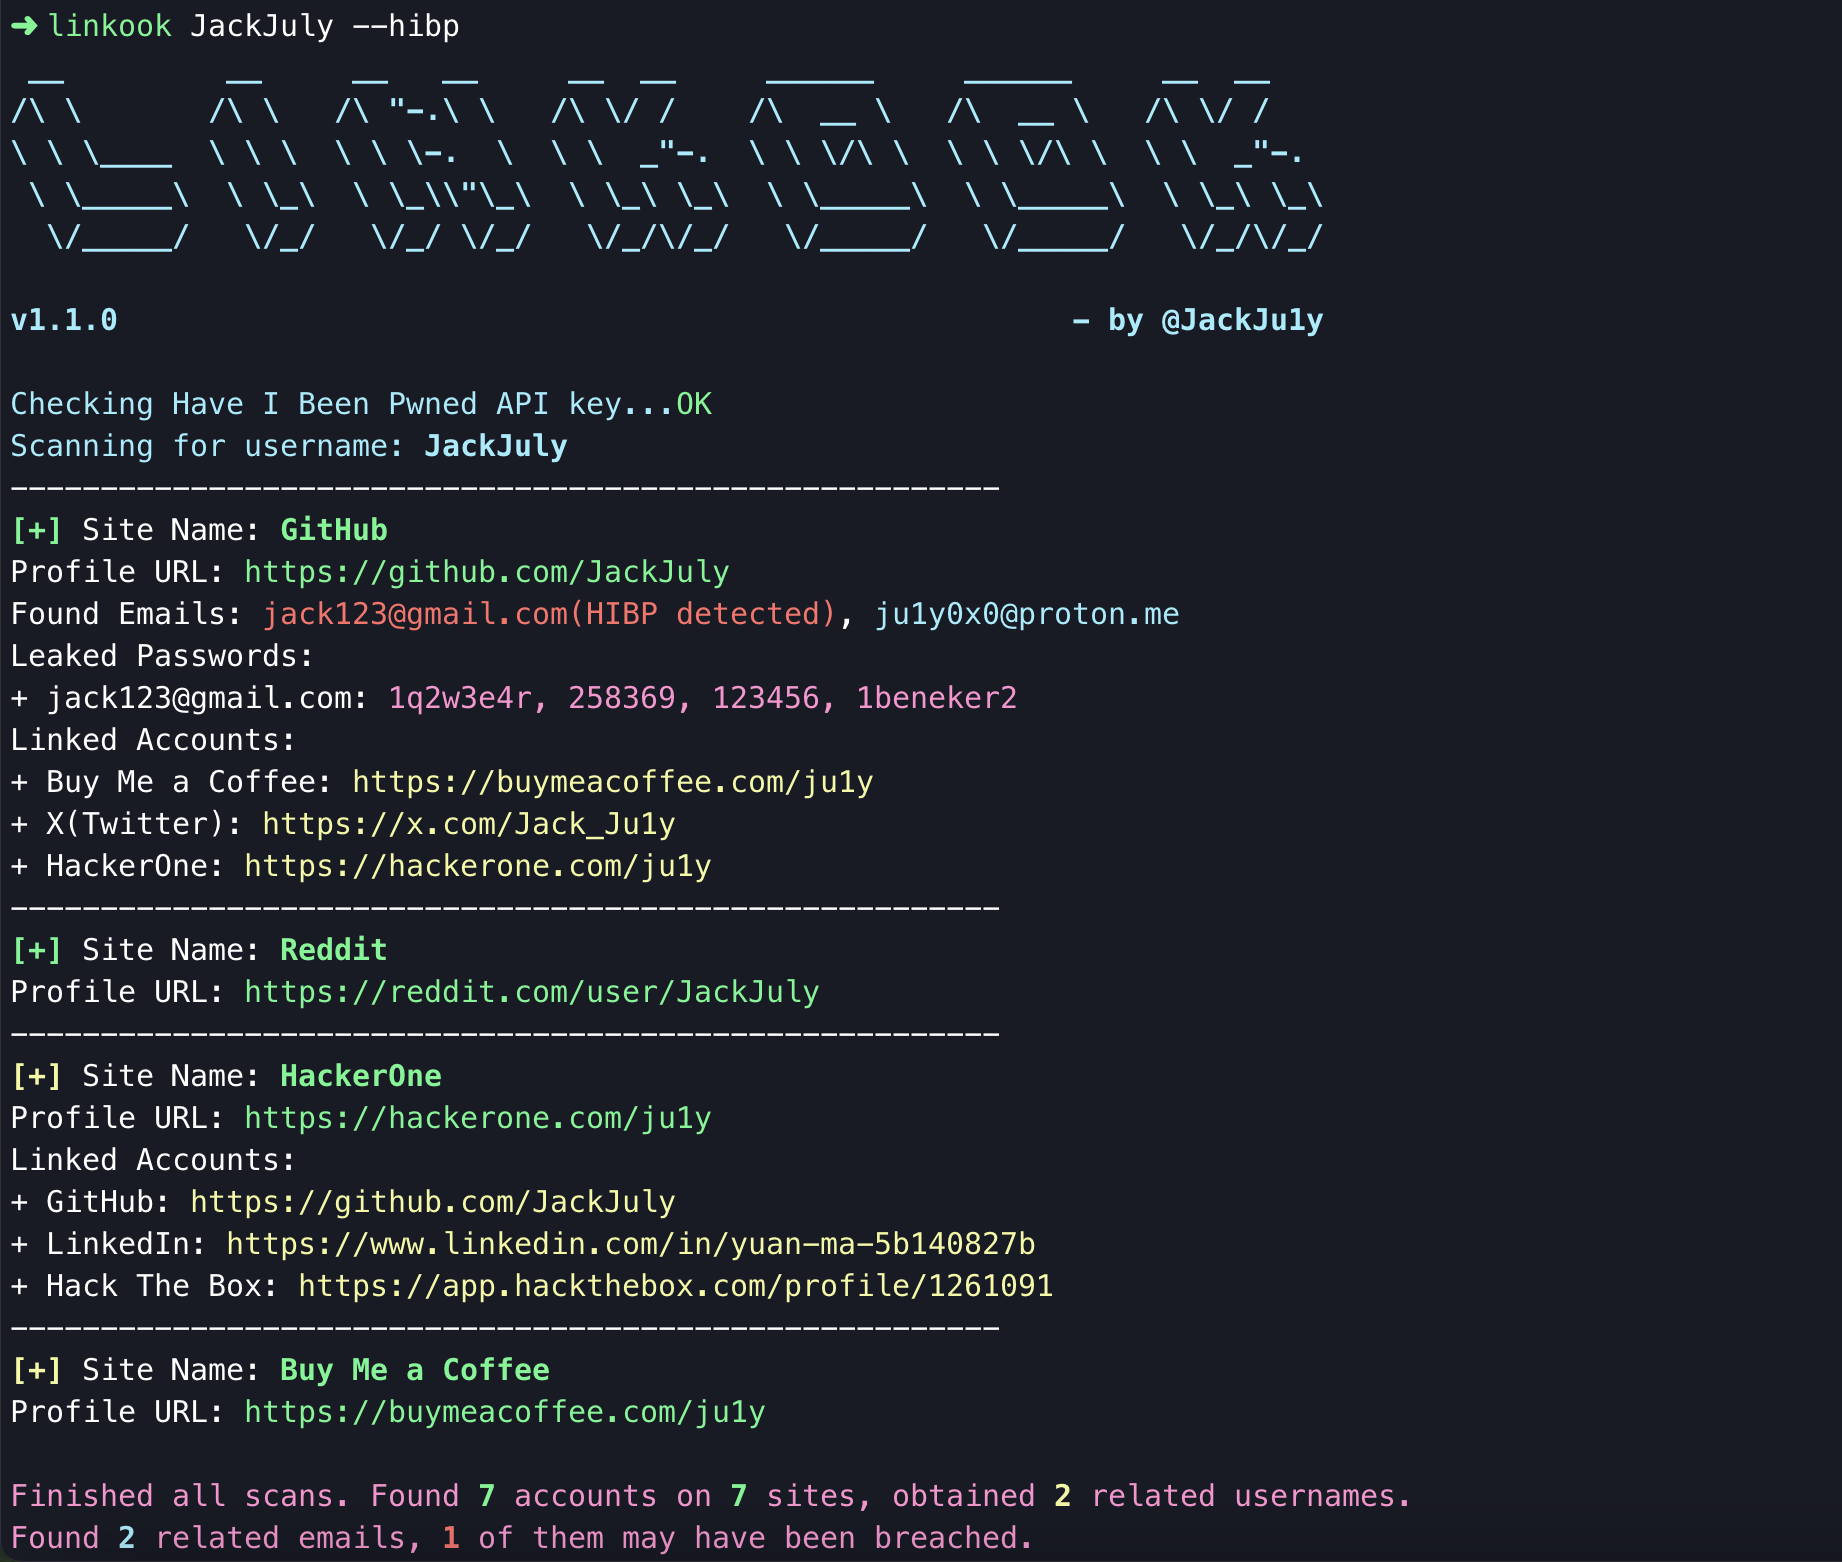 ➜ linkook JackJuly --hibp
 __         __     __   __     __  __     ______     ______     __  __
/\ \       /\ \   /\ "-.\ \   /\ \/ /    /\  __ \   /\  __ \   /\ \/ /
\ \ \____  \ \ \  \ \ \-.  \  \ \  _"-.  \ \ \/\ \  \ \ \/\ \  \ \  _"-.
 \ \_____\  \ \_\  \ \_\\"\_\  \ \_\ \_\  \ \_____\  \ \_____\  \ \_\ \_\
  \/_____/   \/_/   \/_/ \/_/   \/_/\/_/   \/_____/   \/_____/   \/_/\/_/
v1.1.0                                                     - by @JackJu1y
Checking Have I Been Pwned API key...OK
Scanning for username: JackJuly
-------------------------------------------------------
[+] Site Name: GitHub
Profile URL: https://github.com/JackJuly
Found Emails: jack123@gmail.com(HIBP detected), ju1y0x0@proton.me
Leaked Passwords:
+ jack123@gmail.com: 1q2w3e4r, 258369, 123456, 1beneker2
Linked Accounts:
+ Buy Me a Coffee: https://buymeacoffee.com/ju1y
+ X(Twitter): https://x.com/Jack_Ju1y
+ HackerOne: https://hackerone.com/ju1y
-------------------------------------------------------
[+] Site Name: Reddit
Profile URL: https://reddit.com/user/JackJuly
-------------------------------------------------------
[+] Site Name: HackerOne
Profile URL: https://hackerone.com/ju1y
Linked Accounts:
+ GitHub: https://github.com/JackJuly
+ LinkedIn: https://www.linkedin.com/in/yuan-ma-5b140827b
+ Hack The Box: https://app.hackthebox.com/profile/1261091
-------------------------------------------------------
[+] Site Name: Buy Me a Coffee
Profile URL: https://buymeacoffee.com/ju1y
Finished all scans. Found 7 accounts on 7 sites, obtained 2 related usernames.
Found 2 related emails, 1 of them may have been breached.